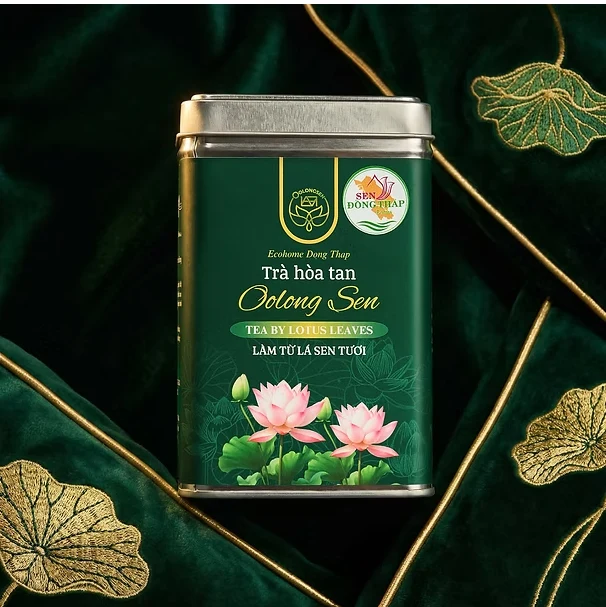 OOLONGSEN
SEN
ĐỒNG THÁP
Ecohome Dong Thap
Trà hòa tan
Oolong Sen
TEA BY LOTUS LEAVES
LÀM TỪ LÁ SEN TƯƠI